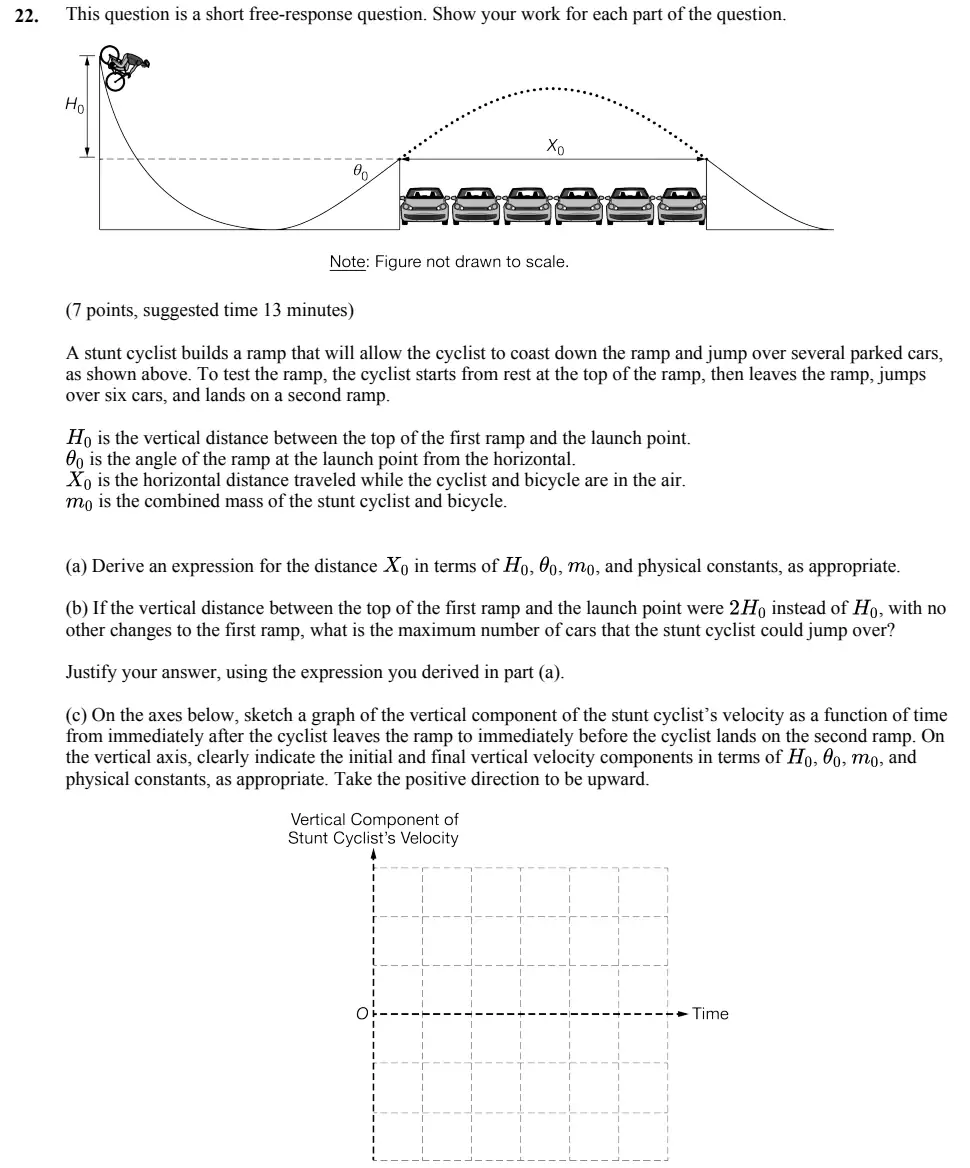 22. This question is a short free-response question. Show your work for each part of the question.
H₀
X₀
θ₀
Note: Figure not drawn to scale.
(7 points, suggested time 13 minutes)
A stunt cyclist builds a ramp that will allow the cyclist to coast down the ramp and jump over several parked cars,
as shown above. To test the ramp, the cyclist starts from rest at the top of the ramp, then leaves the ramp, jumps
over six cars, and lands on a second ramp.
H₀ is the vertical distance between the top of the first ramp and the launch point.
θ₀ is the angle of the ramp at the launch point from the horizontal.
X₀ is the horizontal distance traveled while the cyclist and bicycle are in the air.
m₀ is the combined mass of the stunt cyclist and bicycle.
(a) Derive an expression for the distance X₀ in terms of H₀, θ₀, m₀, and physical constants, as appropriate.
(b) If the vertical distance between the top of the first ramp and the launch point were 2H₀ instead of H₀, with no
other changes to the first ramp, what is the maximum number of cars that the stunt cyclist could jump over?
Justify your answer, using the expression you derived in part (a).
(c) On the axes below, sketch a graph of the vertical component of the stunt cyclist's velocity as a function of time
from immediately after the cyclist leaves the ramp to immediately before the cyclist lands on the second ramp. On
the vertical axis, clearly indicate the initial and final vertical velocity components in terms of H₀, θ₀, m₀, and
physical constants, as appropriate. Take the positive direction to be upward.
Vertical Component of
Stunt Cyclist's Velocity
O
Time